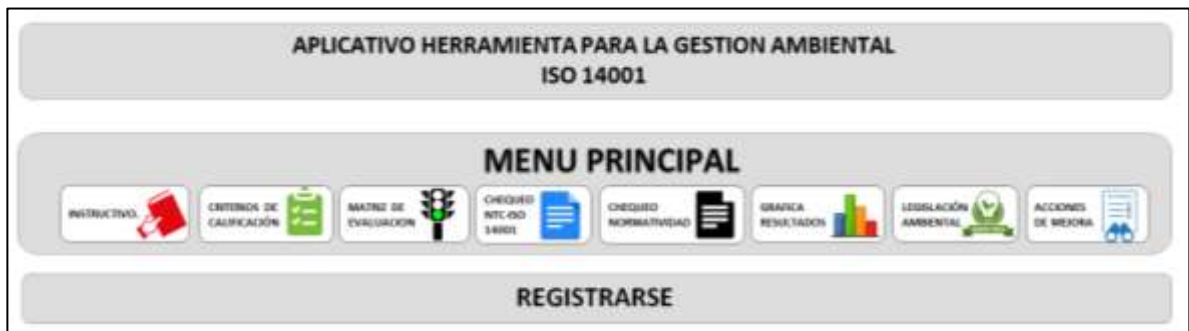 APLICATIVO HERRAMIENTA PARA LA GESTION AMBIENTAL
ISO 14001
MENU PRINCIPAL
INSTRUCTIVO.
CRITERIOS DE
CALIFICACIÓN
MATRIZ DE
EVALUACION
CHEQUEO
NTC-ISO
14001
CHEQUEO
NORMATIVIDAD
GRAFICA
RESULTADOS
LEGISLACIÓN
AMBIENTAL
ACCIONES
DE MEJORA
REGISTRARSE